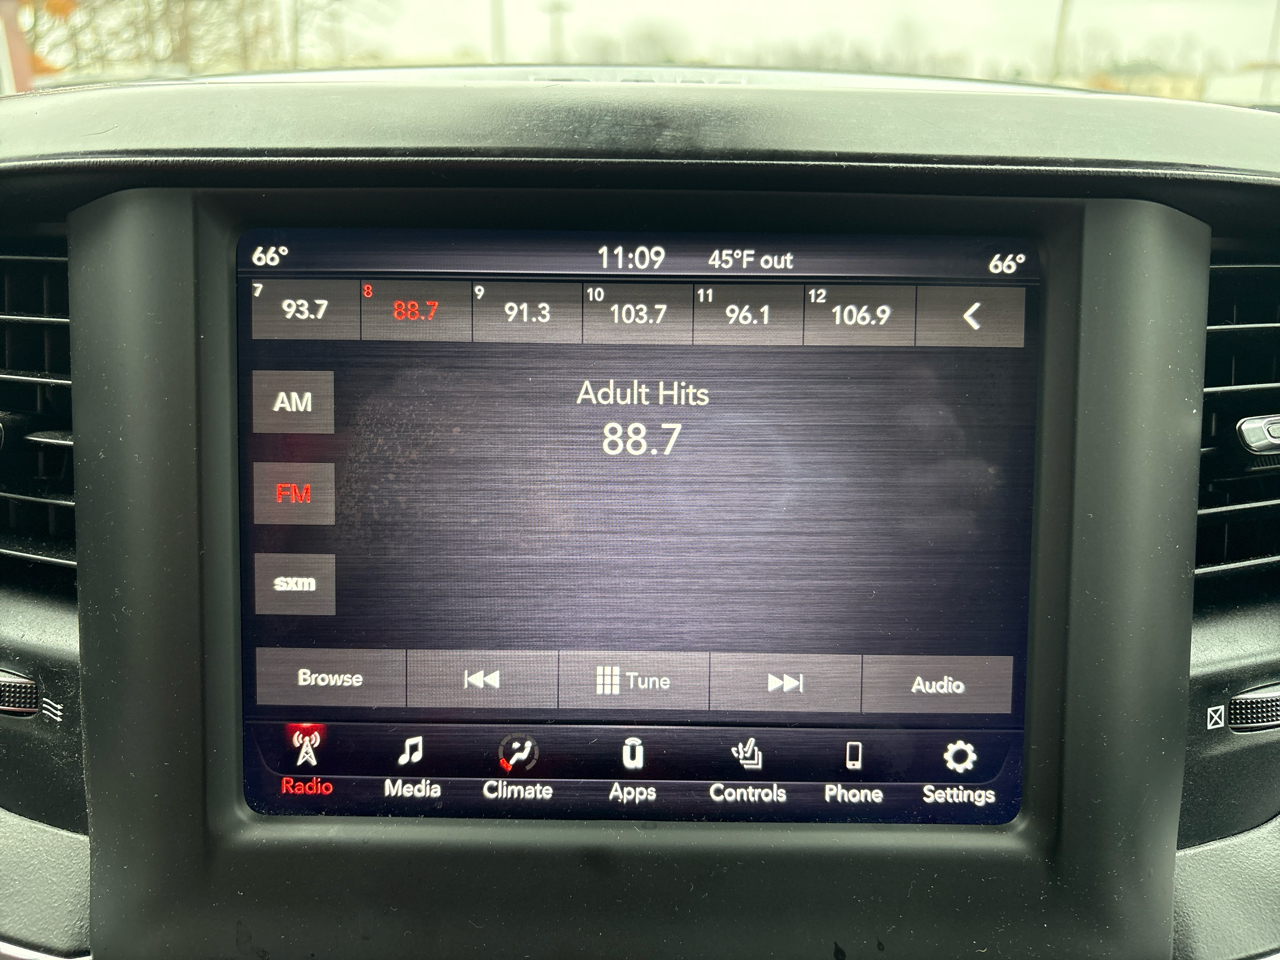 66° 11:09 45°F out 66°
7 93.7 8 88.7 9 91.3 10 103.7 11 96.1 12 106.9
AM
Adult Hits
88.7
FM
sxm
Browse Tune Audio
Radio Media Climate Apps Controls Phone Settings